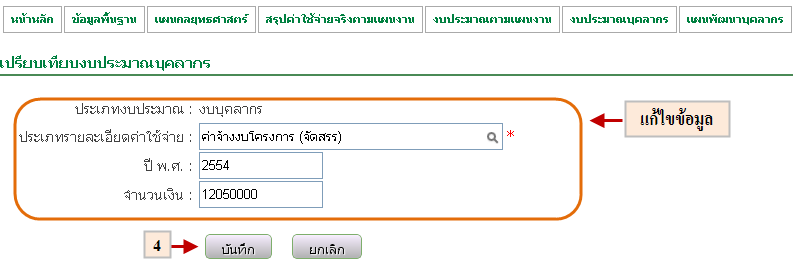 หน้าหลัก ข้อมูลพื้นฐาน แผนกลยุทธศาสตร์ สรุปค่าใช้จ่ายจริงตามแผนงาน งบประมาณตามแผนงาน งบประมาณบุคลากร แผนพัฒนาบุคลากร
เปรียบเทียบงบประมาณบุคลากร
ประเภทงบประมาณ : งบบุคลากร
ประเภทรายละเอียดค่าใช้จ่าย : ค่าจ้างงบโครงการ (จัดสรร) *
แก้ไขข้อมูล
ปี พ.ศ. : 2554
จำนวนเงิน : 12050000
4 บันทึก ยกเลิก